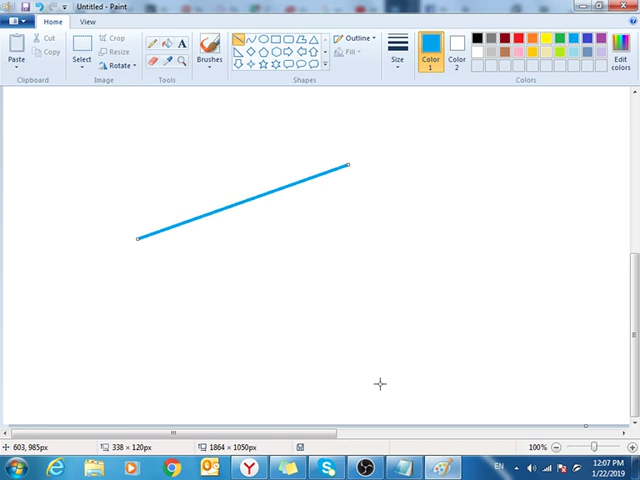 Untitled - Paint
Home View
Paste
Cut
Copy
Clipboard
Select
Crop
Resize
Rotate
Image
A
Tools
Brushes
Outline
Fill
Shapes
Size
Color 1
Color 2
Edit colors
Colors
603, 985px 338 × 120px 1864 × 1050px 100%
EN 12:07 PM
1/22/2019